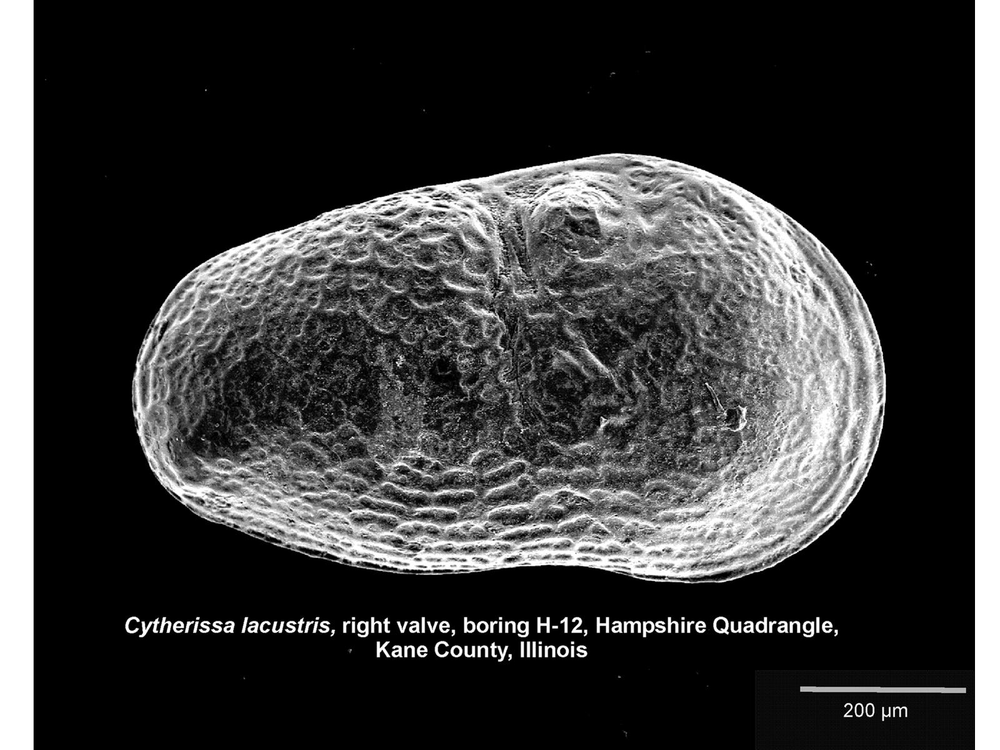 Cytherissa lacustris, right valve, boring H-12, Hampshire Quadrangle,
Kane County, Illinois
200 µm